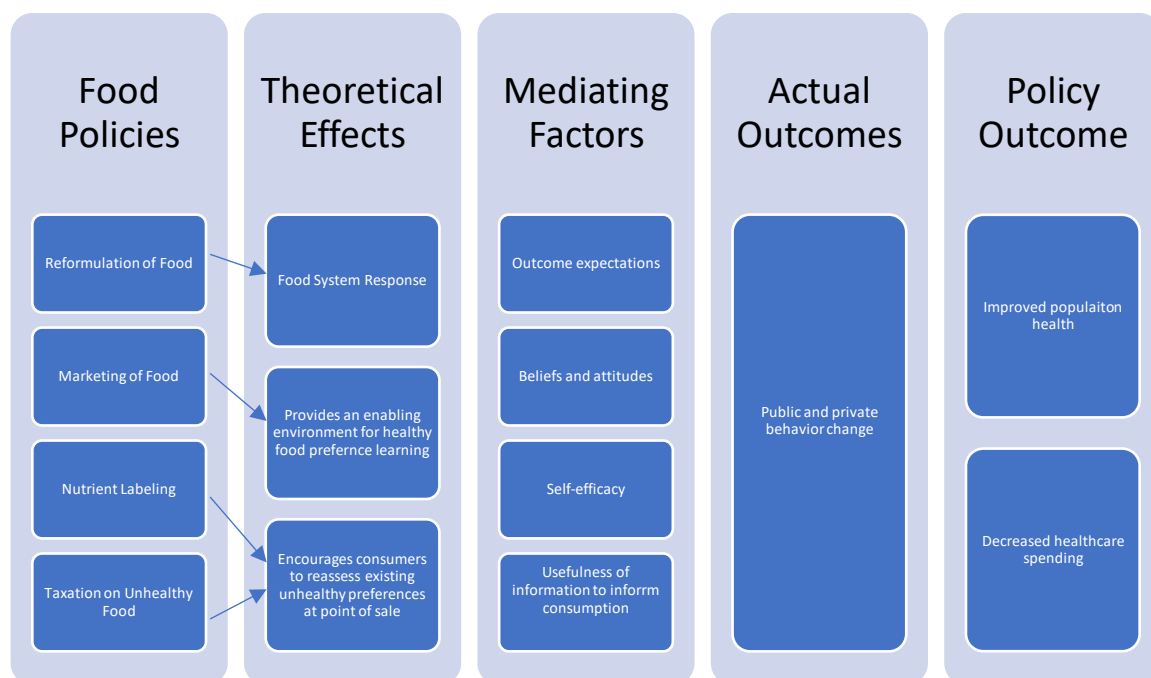 Food
Policies
Theoretical
Effects
Mediating
Factors
Actual
Outcomes
Policy
Outcome
Reformulation of Food
Marketing of Food
Nutrient Labeling
Taxation on Unhealthy
Food
Food System Response
Provides an enabling
environment for healthy
food prefernce learning
Encourages consumers
to reassess existing
unhealthy preferences
at point of sale
Outcome expectations
Beliefs and attitudes
Self-efficacy
Usefulness of
information to inforrm
consumption
Public and private
behavior change
Improved populaiton
health
Decreased healthcare
spending